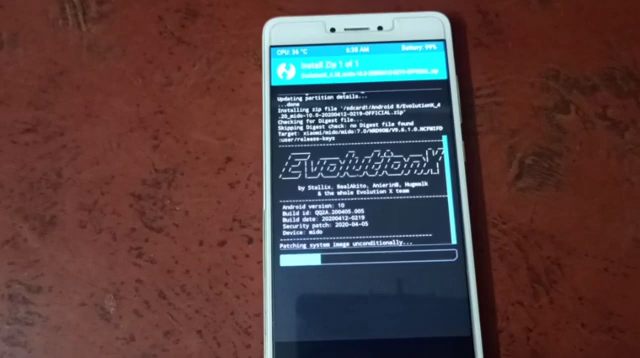 CPU: 36 °C 5:38 AM Battery: 99%
Install Zip 1 of 1
Updating partition details...
...done
Installing zip file '/sdcard1/Android 8/EvolutionX_4
.20_mido-10.0-20200412-0219-OFFICIAL.zip'
Checking for Digest file...
Skipping Digest check: no Digest file found
Target: xiaomi/mido/mido:7.0/NRD90M/V9.6.1.0.NCFMIFD
:user/release-keys
EvolutionX
by Stallix, RealAkito, AnierinB, Hugwalk
& the whole Evolution X team
Android version: 10
Build id: QQ2A.200405.005
Build date: 20200412-0219
Security patch: 2020-04-05
Device: mido
Patching system image unconditionally...